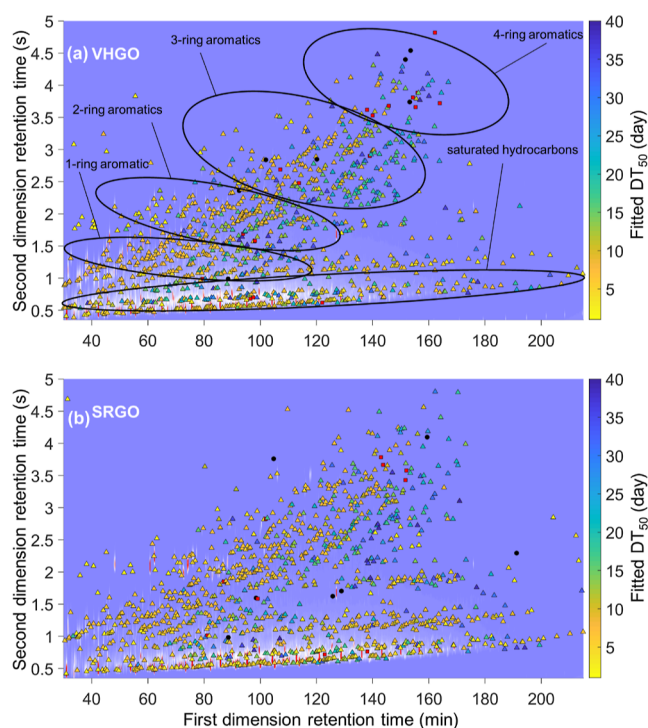 5
4.5
4
3.5
3
2.5
2
1.5
1
0.5
Second dimension retention time (s)
(a) VHGO
3-ring aromatics
4-ring aromatics
2-ring aromatics
1-ring aromatic
saturated hydrocarbons
40 60 80 100 120 140 160 180 200
40
35
30
25
20
15
10
5
Fitted DT50 (day)
5
4.5
4
3.5
3
2.5
2
1.5
1
0.5
Second dimension retention time (s)
(b) SRGO
40 60 80 100 120 140 160 180 200
First dimension retention time (min)
40
35
30
25
20
15
10
5
Fitted DT50 (day)